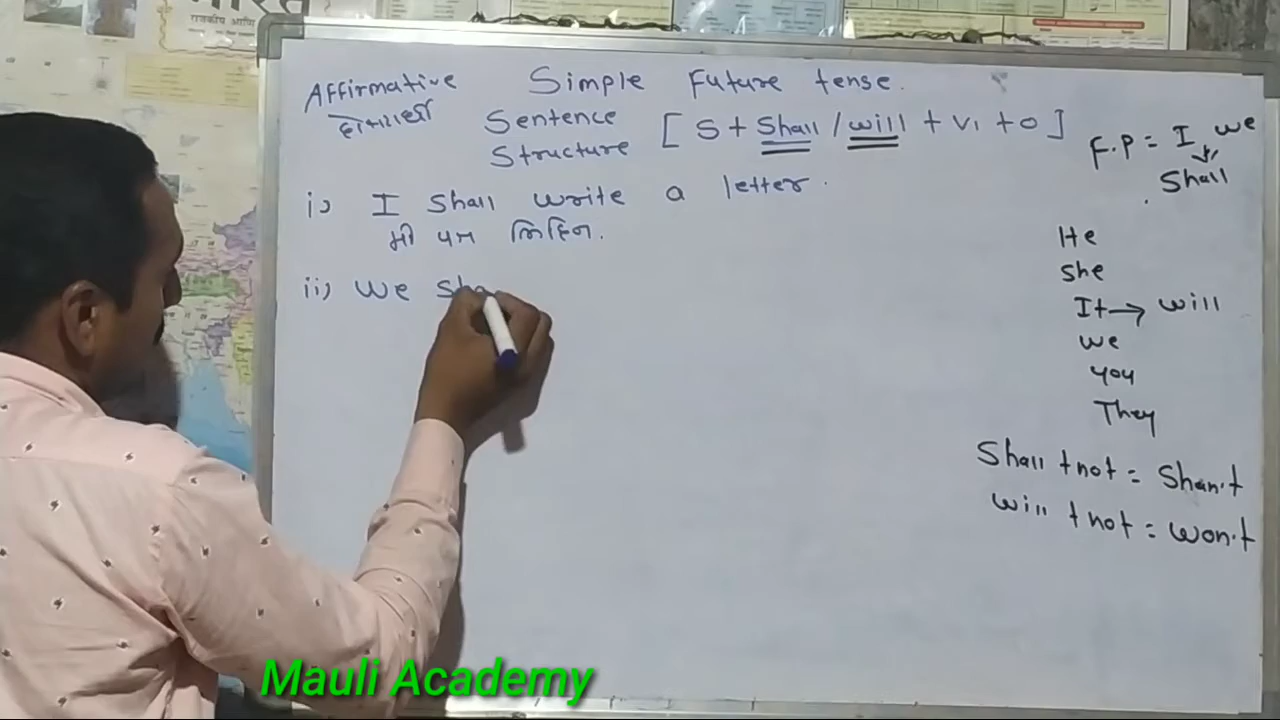 Affirmative
होकारार्थी
Simple Future tense.
Sentence Structure [ S + Shall / will + V1 + O ]
F.P = I we
Shall
i) I Shall write a letter.
मी पत्र लिहिन.
ii) We sha
He
She
It → will
we
you
They
Shall + not = Shan't
will + not = won't
Mauli Academy